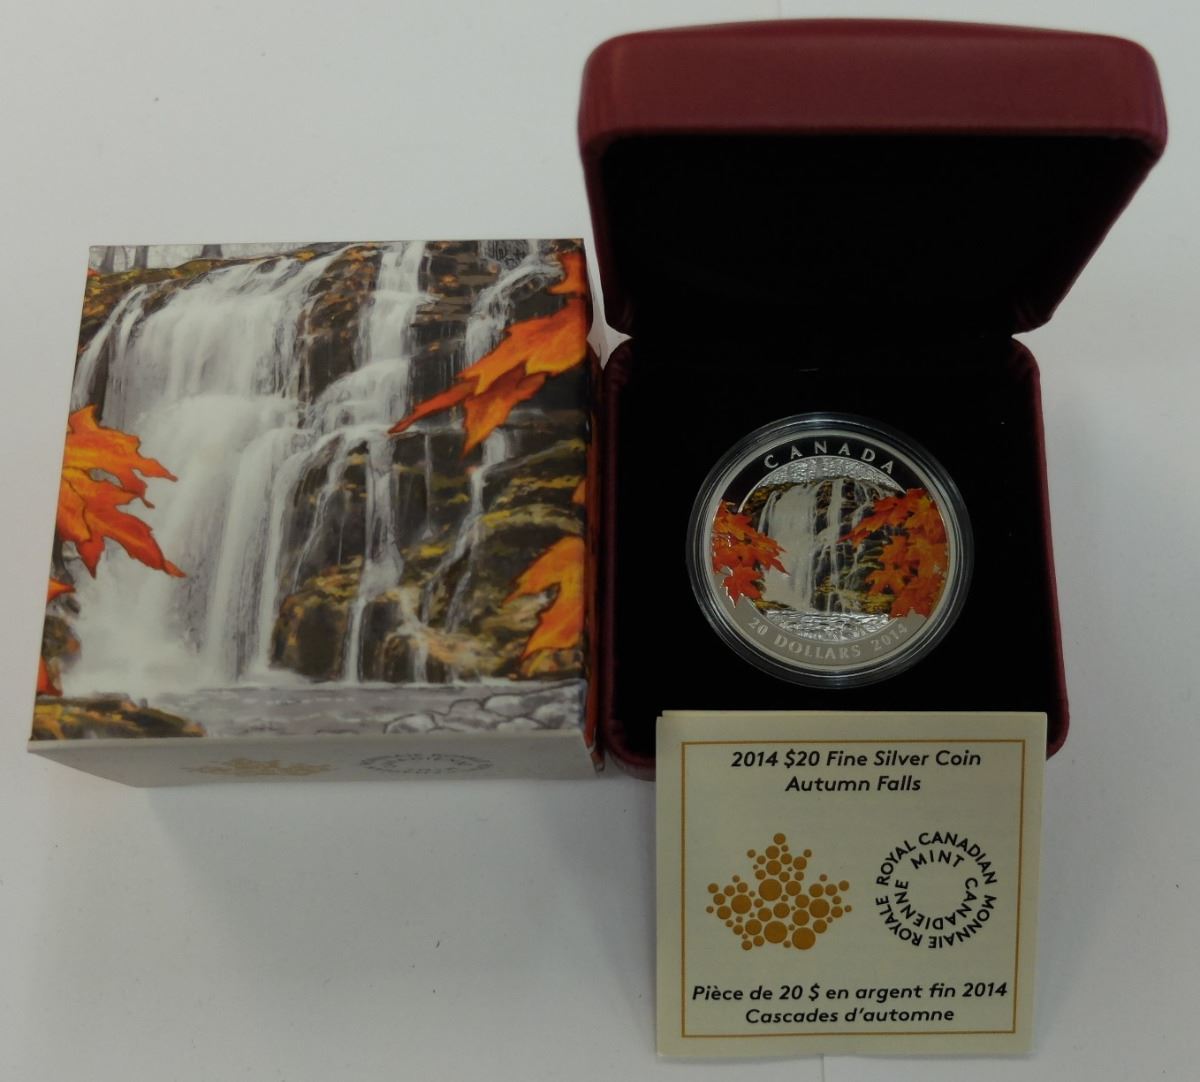 CANADA
20 DOLLARS 2014
2014 $20 Fine Silver Coin
Autumn Falls
ROYAL CANADIAN MINT
MONNAIE ROYALE CANADIENNE
Pièce de 20 $ en argent fin 2014
Cascades d'automne